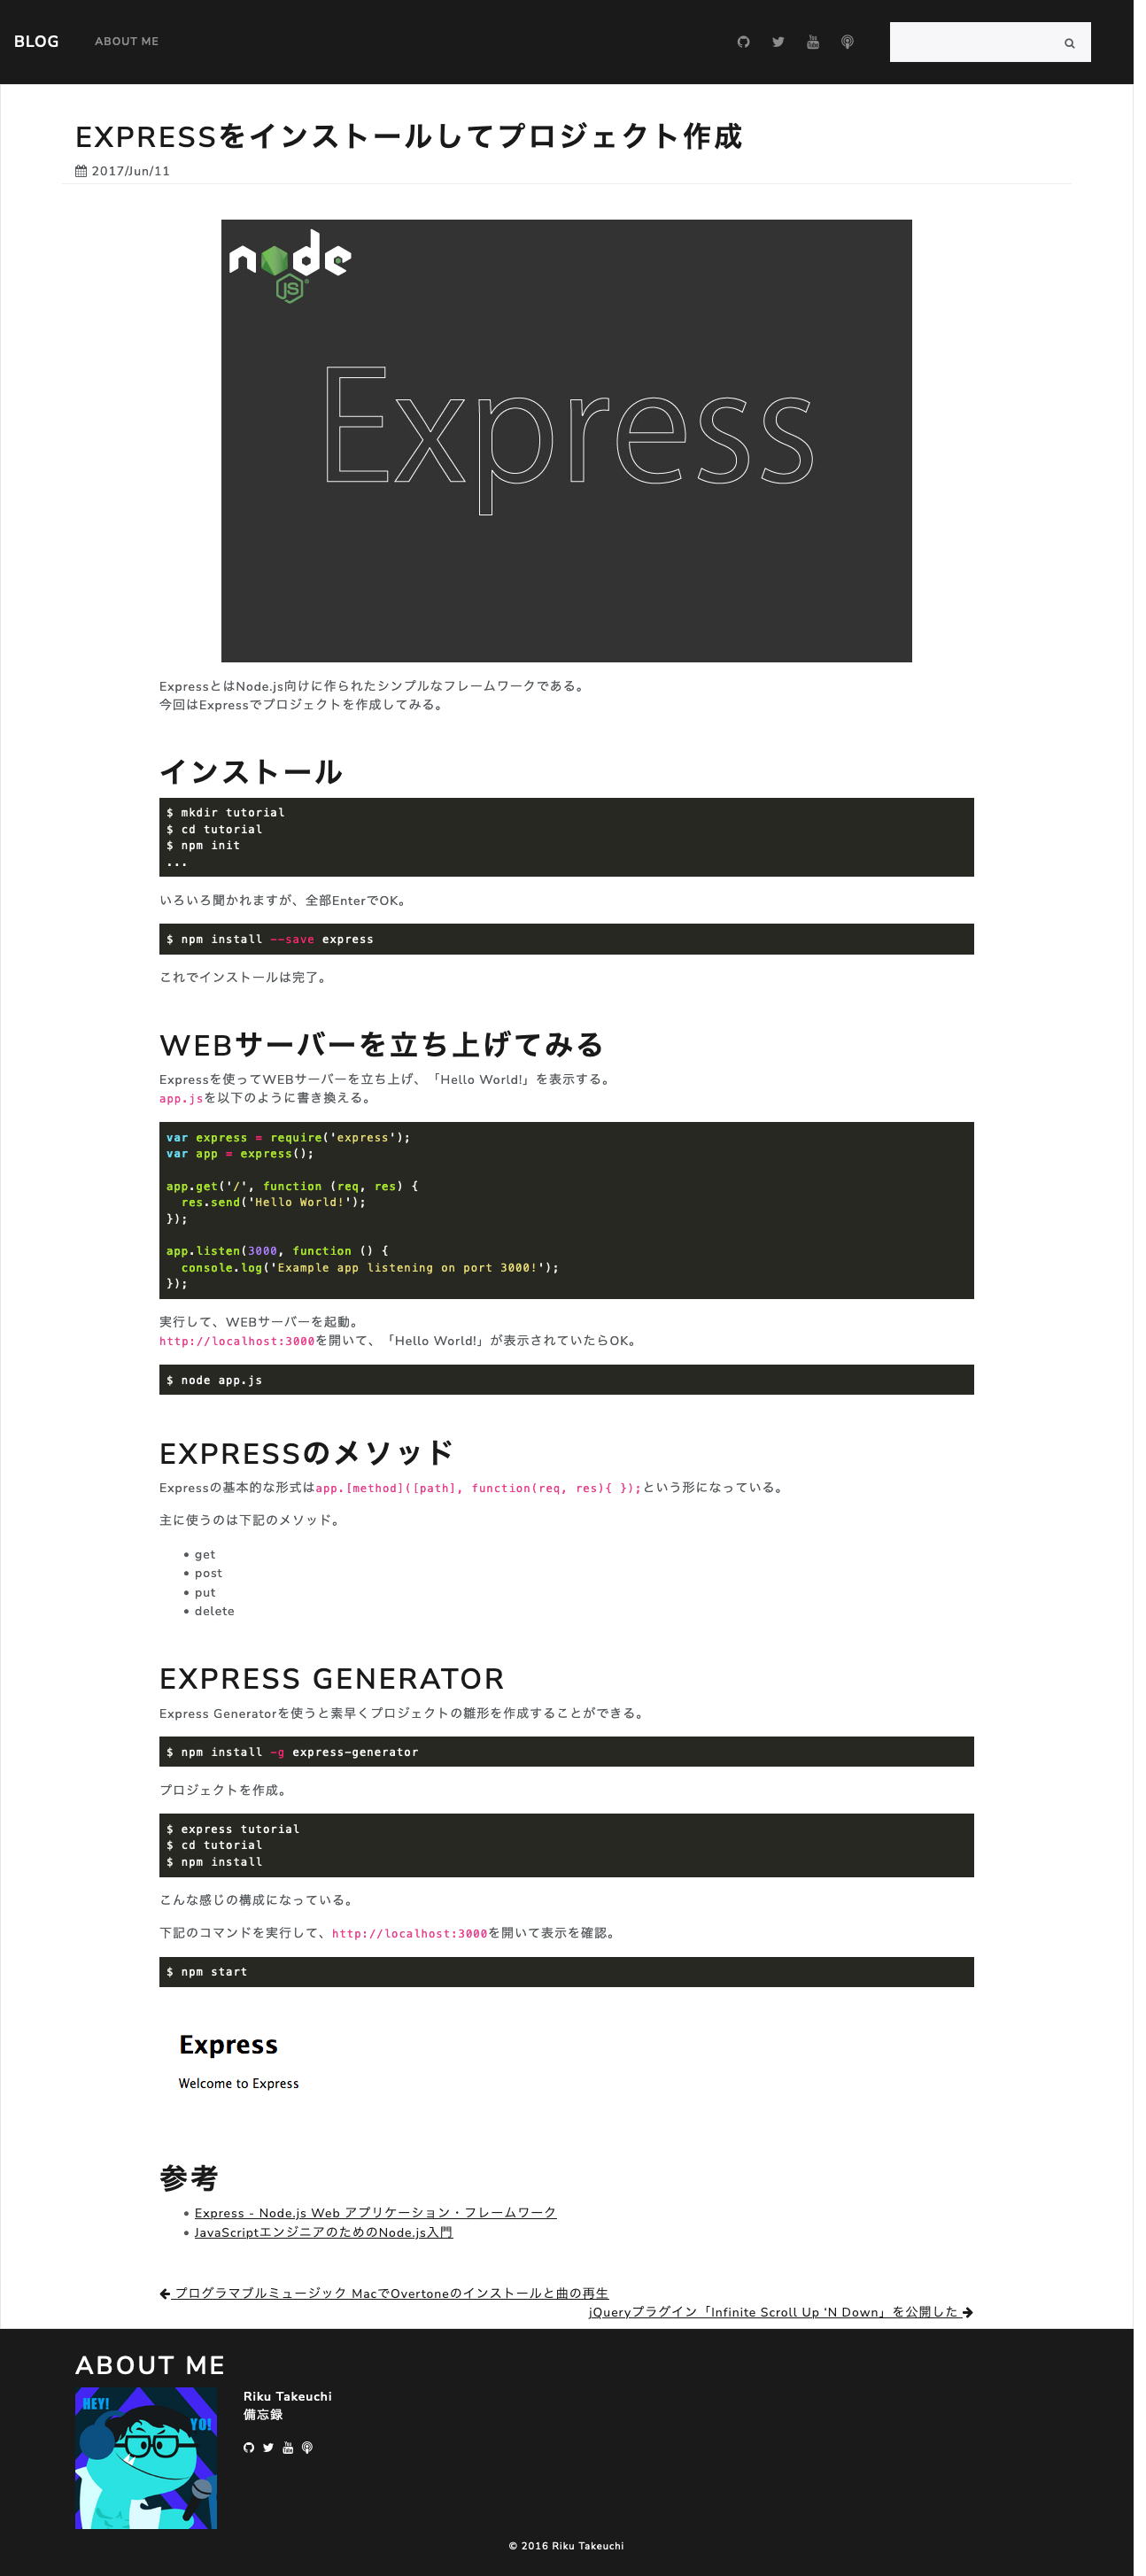 BLOG ABOUT ME
EXPRESSをインストールしてプロジェクト作成
2017/Jun/11
node
JS
Express
ExpressとはNode.js向けに作られたシンプルなフレームワークである。
今回はExpressでプロジェクトを作成してみる。
インストール
$ mkdir tutorial
$ cd tutorial
$ npm init
...
いろいろ聞かれますが、全部EnterでOK。
$ npm install --save express
これでインストールは完了。
WEBサーバーを立ち上げてみる
Expressを使ってWEBサーバーを立ち上げ、「Hello World!」を表示する。
app.jsを以下のように書き換える。
var express = require('express');
var app = express();
app.get('/', function (req, res) {
  res.send('Hello World!');
});
app.listen(3000, function () {
  console.log('Example app listening on port 3000!');
});
実行して、WEBサーバーを起動。
http://localhost:3000を開いて、「Hello World!」が表示されていたらOK。
$ node app.js
EXPRESSのメソッド
Expressの基本的な形式はapp.[method]([path], function(req, res){ });という形になっている。
主に使うのは下記のメソッド。
• get
• post
• put
• delete
EXPRESS GENERATOR
Express Generatorを使うと素早くプロジェクトの雛形を作成することができる。
$ npm install -g express-generator
プロジェクトを作成。
$ express tutorial
$ cd tutorial
$ npm install
こんな感じの構成になっている。
下記のコマンドを実行して、http://localhost:3000を開いて表示を確認。
$ npm start
Express
Welcome to Express
参考
• Express - Node.js Web アプリケーション・フレームワーク
• JavaScriptエンジニアのためのNode.js入門
← プログラマブルミュージック MacでOvertoneのインストールと曲の再生
jQueryプラグイン「Infinite Scroll Up ‘N Down」を公開した →
ABOUT ME
HEY!
YO!
Riku Takeuchi
備忘録
© 2016 Riku Takeuchi